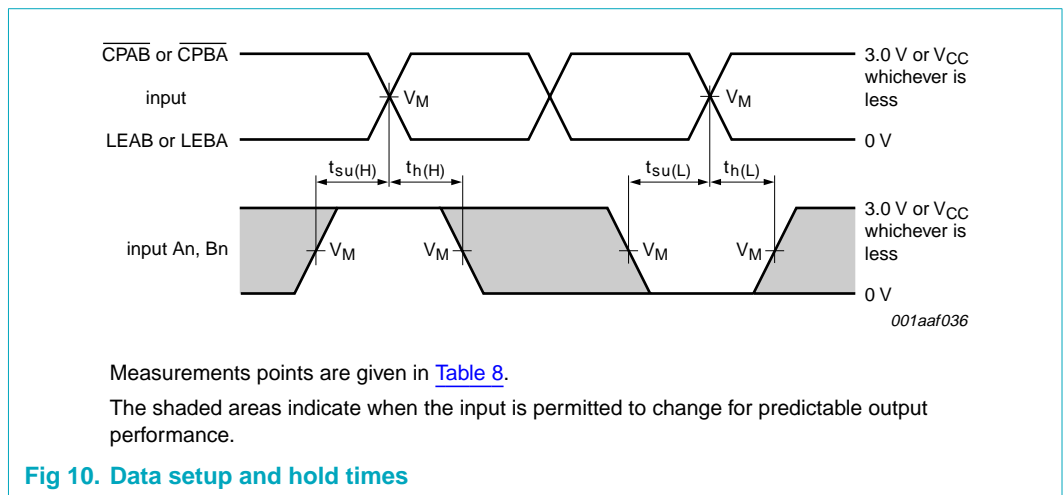 CPAB or CPBA
3.0 V or VCC
whichever is
less
input
VM
VM
LEAB or LEBA
0 V
tsu(H)
th(H)
tsu(L)
th(L)
3.0 V or VCC
whichever is
less
input An, Bn
VM
VM
VM
VM
0 V
001aaf036
Measurements points are given in Table 8.
The shaded areas indicate when the input is permitted to change for predictable output
performance.
Fig 10. Data setup and hold times